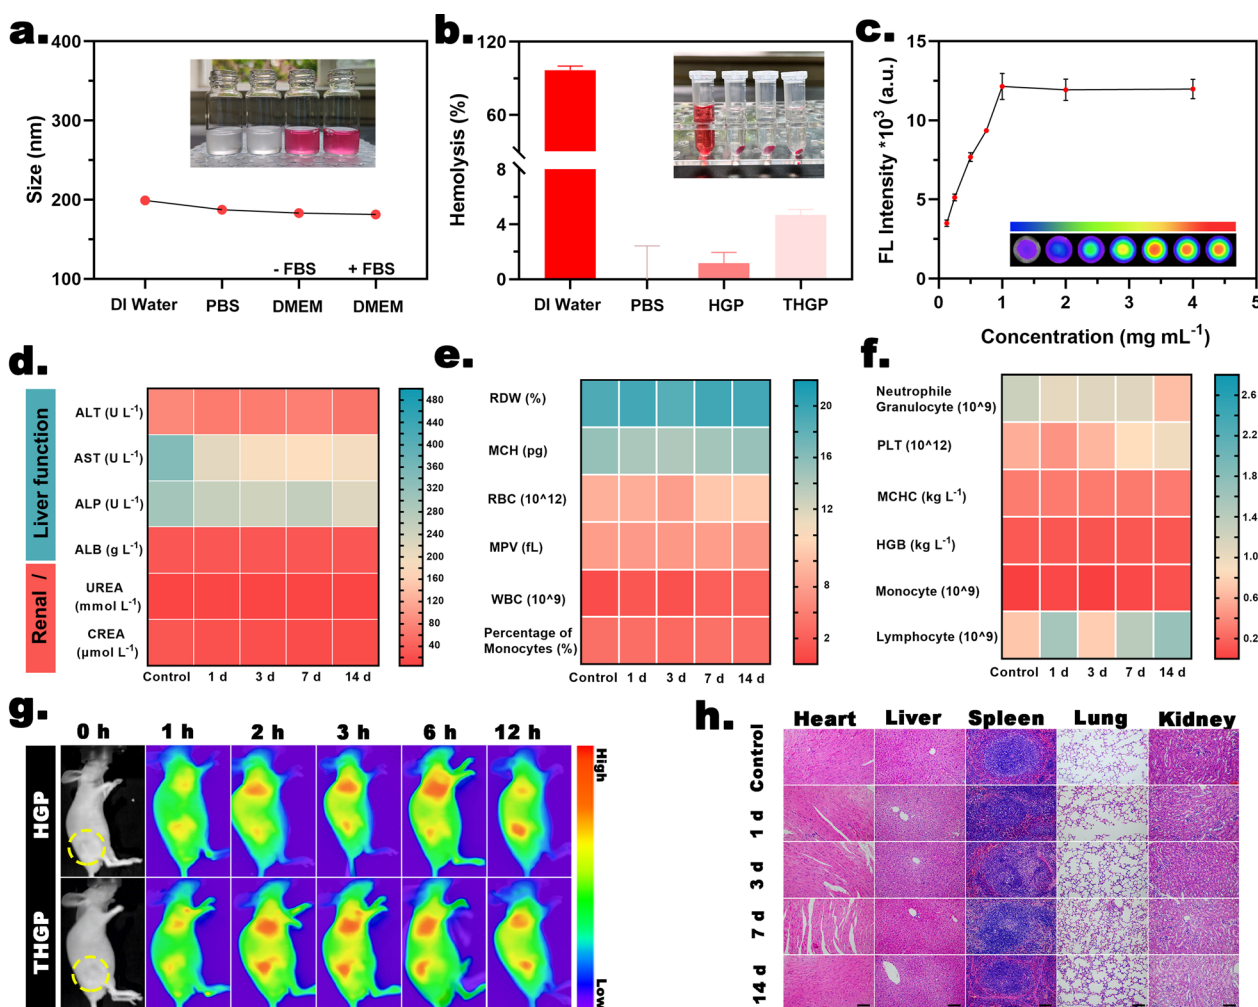 a.
400
300
200
100
Size (nm)
- FBS
+ FBS
DI Water
PBS
DMEM
DMEM
b.
120
60
8
4
0
Hemolysis (%)
DI Water
PBS
HGP
THGP
c.
15
10
5
0
FL Intensity *10³ (a.u.)
0
1
2
3
4
5
Concentration (mg mL⁻¹)
d.
Liver function
Renal /
ALT (U L⁻¹)
AST (U L⁻¹)
ALP (U L⁻¹)
ALB (g L⁻¹)
UREA
(mmol L⁻¹)
CREA
(μmol L⁻¹)
Control
1 d
3 d
7 d
14 d
480
440
400
360
320
280
240
200
160
120
80
40
e.
RDW (%)
MCH (pg)
RBC (10^12)
MPV (fL)
WBC (10^9)
Percentage of
Monocytes (%)
Control
1 d
3 d
7 d
14 d
20
16
12
8
2
f.
Neutrophile
Granulocyte (10^9)
PLT (10^12)
MCHC (kg L⁻¹)
HGB (kg L⁻¹)
Monocyte (10^9)
Lymphocyte (10^9)
Control
1 d
3 d
7 d
14 d
2.6
2.2
1.8
1.4
1.0
0.6
0.2
g.
0 h
1 h
2 h
3 h
6 h
12 h
HGP
THGP
High
Low
h.
Heart
Liver
Spleen
Lung
Kidney
Control
1 d
3 d
7 d
14 d